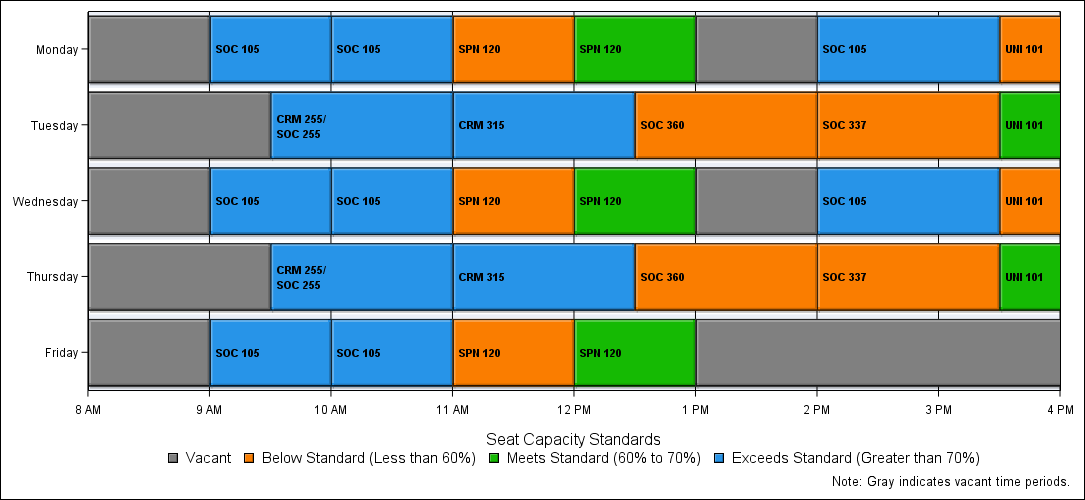 Monday SOC 105 SOC 105 SPN 120 SPN 120 SOC 105 UNI 101
Tuesday CRM 255/ SOC 255 CRM 315 SOC 360 SOC 337 UNI 101
Wednesday SOC 105 SOC 105 SPN 120 SPN 120 SOC 105 UNI 101
Thursday CRM 255/ SOC 255 CRM 315 SOC 360 SOC 337 UNI 101
Friday SOC 105 SOC 105 SPN 120 SPN 120
8 AM 9 AM 10 AM 11 AM 12 PM 1 PM 2 PM 3 PM 4 PM
Seat Capacity Standards
Vacant Below Standard (Less than 60%) Meets Standard (60% to 70%) Exceeds Standard (Greater than 70%)
Note: Gray indicates vacant time periods.